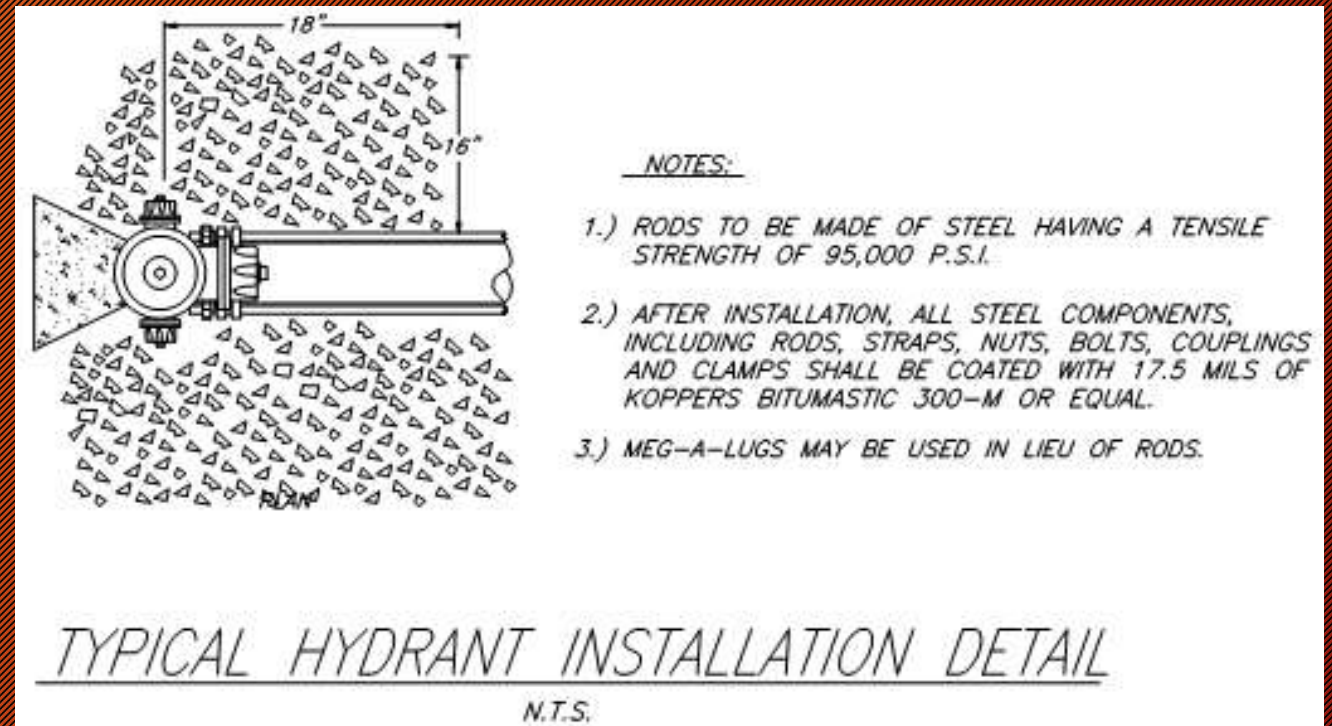 18"
16"
PLAN
NOTES:
1.) RODS TO BE MADE OF STEEL HAVING A TENSILE
STRENGTH OF 95,000 P.S.I.
2.) AFTER INSTALLATION, ALL STEEL COMPONENTS,
INCLUDING RODS, STRAPS, NUTS, BOLTS, COUPLINGS
AND CLAMPS SHALL BE COATED WITH 17.5 MILS OF
KOPPERS BITUMASTIC 300-M OR EQUAL.
3.) MEG-A-LUGS MAY BE USED IN LIEU OF RODS.
TYPICAL HYDRANT INSTALLATION DETAIL
N.T.S.